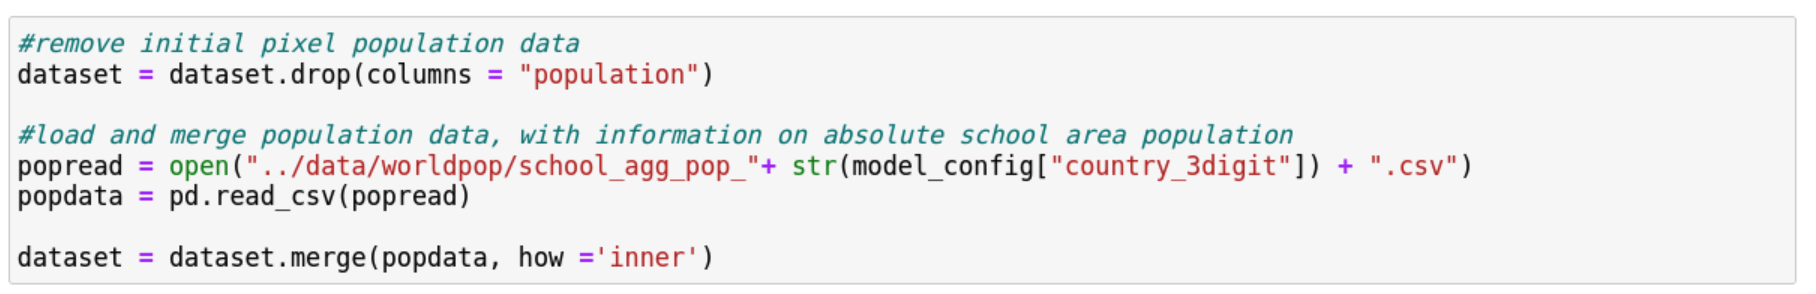 #remove initial pixel population data
dataset = dataset.drop(columns = "population")
#load and merge population data, with information on absolute school area population
popread = open("../data/worldpop/school_agg_pop_"+ str(model_config["country_3digit"]) + ".csv")
popdata = pd.read_csv(popread)
dataset = dataset.merge(popdata, how ='inner')